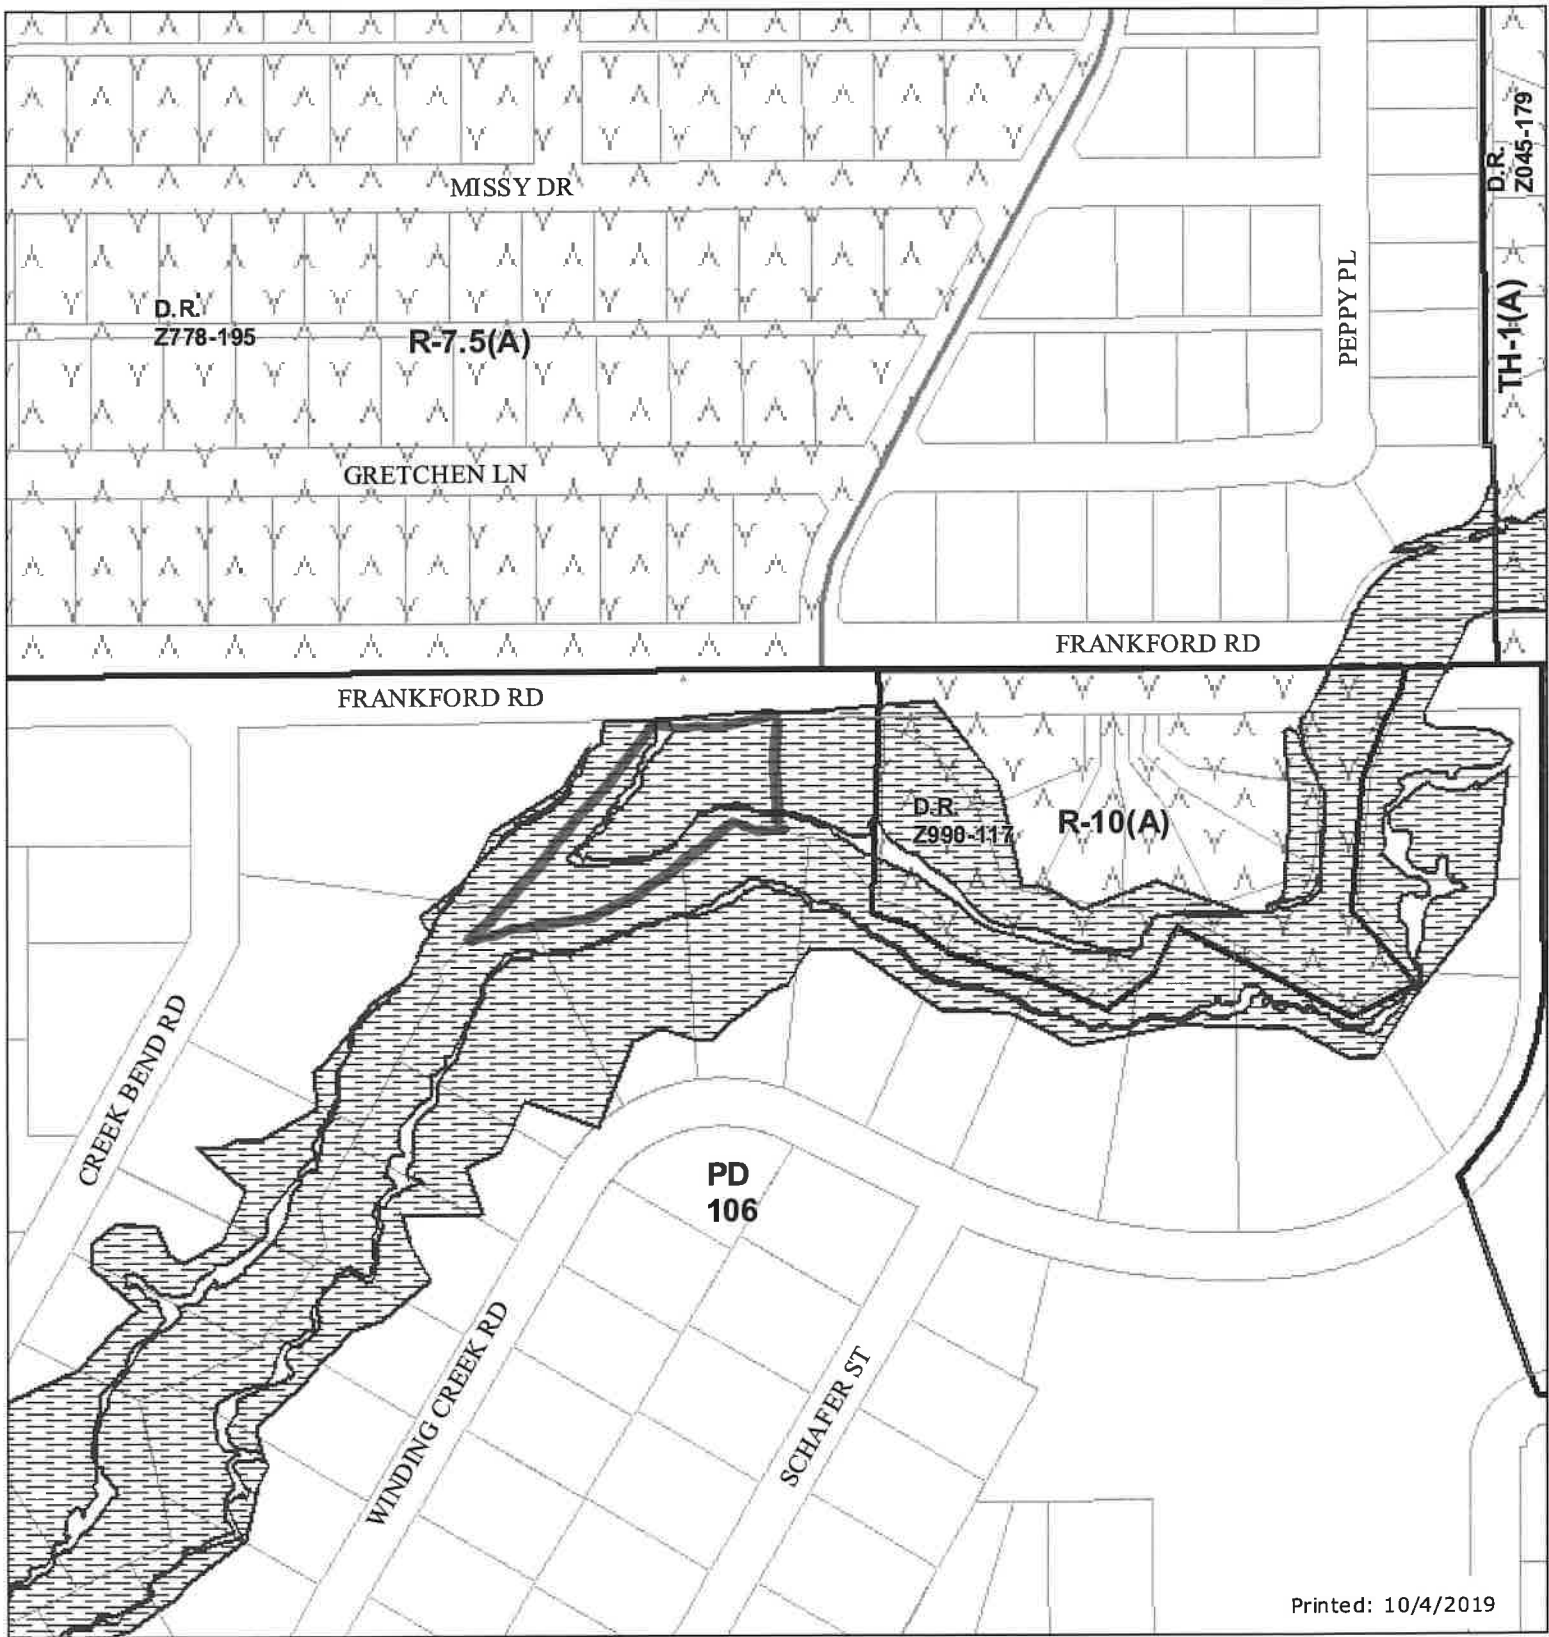 D.R.
Z045-179
MISSY DR
PEPPY PL
TH-1(A)
D.R.
Z778-195
R-7.5(A)
GRETCHEN LN
FRANKFORD RD
FRANKFORD RD
D.R.
Z990-117
R-10(A)
CREEK BEND RD
PD
106
WINDING CREEK RD
SCHAFER ST
Printed: 10/4/2019